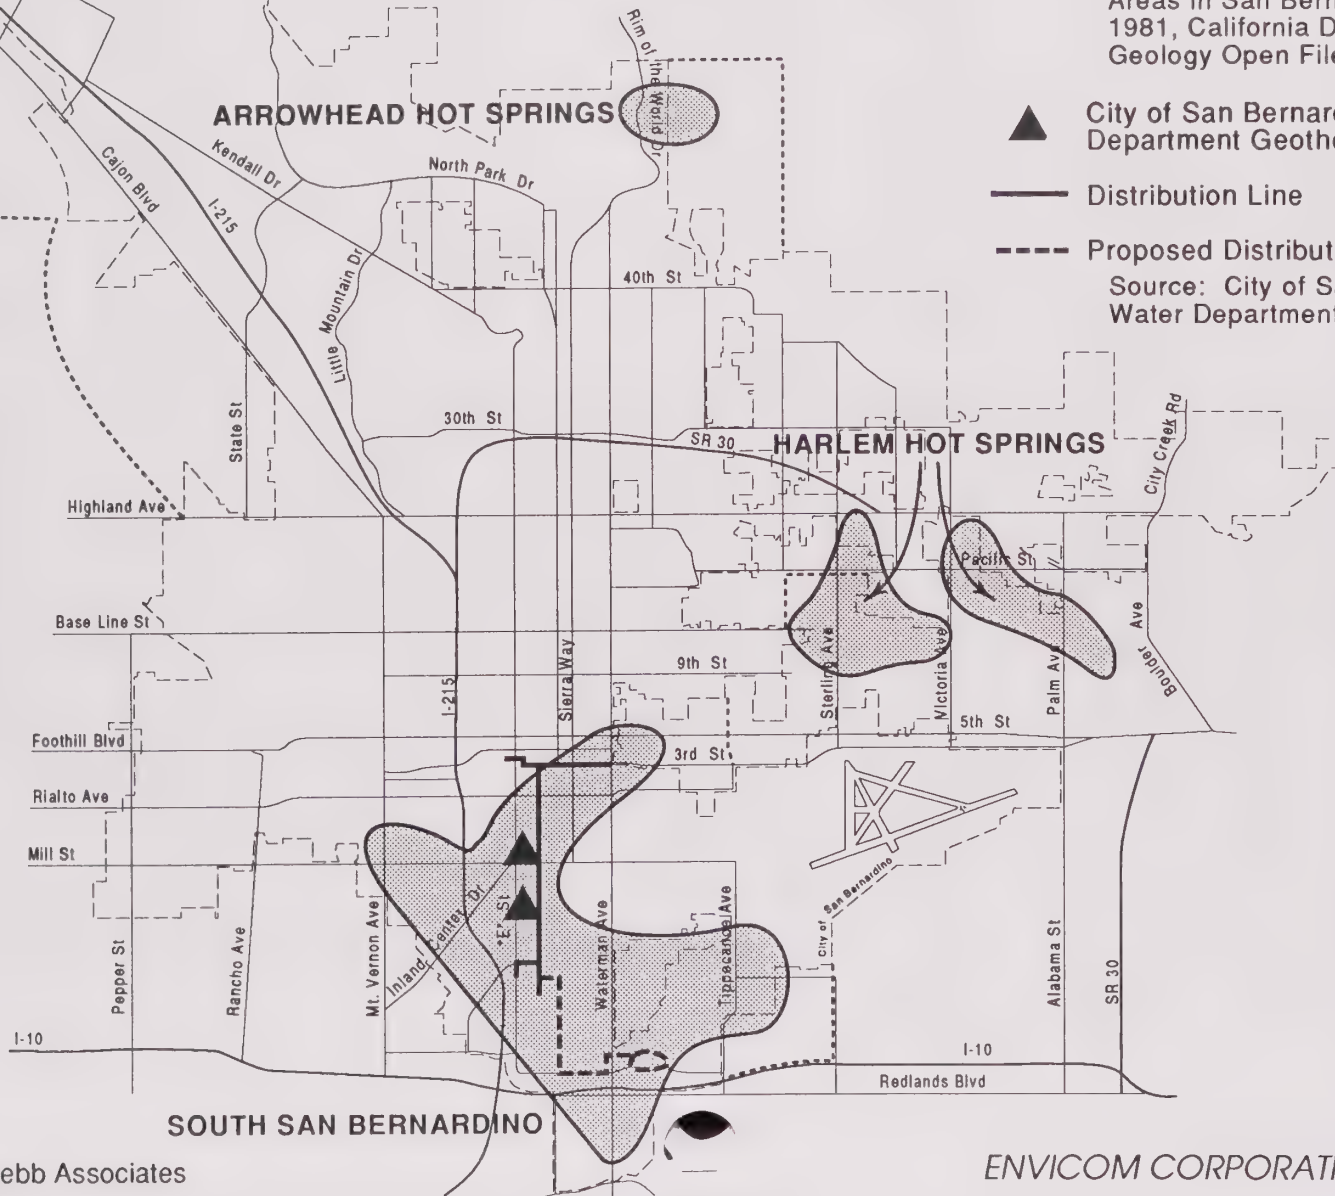 Areas in San Bern
1981, California D
Geology Open File
City of San Bernar
Department Geoth
Distribution Line
Proposed Distribut
Source: City of S
Water Department
Rim of the World Dr
ARROWHEAD HOT SPRINGS
Kendall Dr
North Park Dr
Cajon Blvd
I-215
Little Mountain Dr
40th St
State St
30th St
SR 30
HARLEM HOT SPRINGS
City Creek Rd
Highland Ave
Pacific St
Base Line St
Sierra Way
9th St
Sterling Ave
Victoria Ave
Palm Ave
Boulder Ave
I-215
5th St
Foothill Blvd
3rd St
Rialto Ave
Mill St
City of San Bernardino
Pepper St
Rancho Ave
Mt. Vernon Ave
Inland Center Dr
"E" St
Waterman Ave
Tippecanoe Ave
Alabama St
SR 30
I-10
I-10
Redlands Blvd
SOUTH SAN BERNARDINO
ebb Associates
ENVICOM CORPORATI